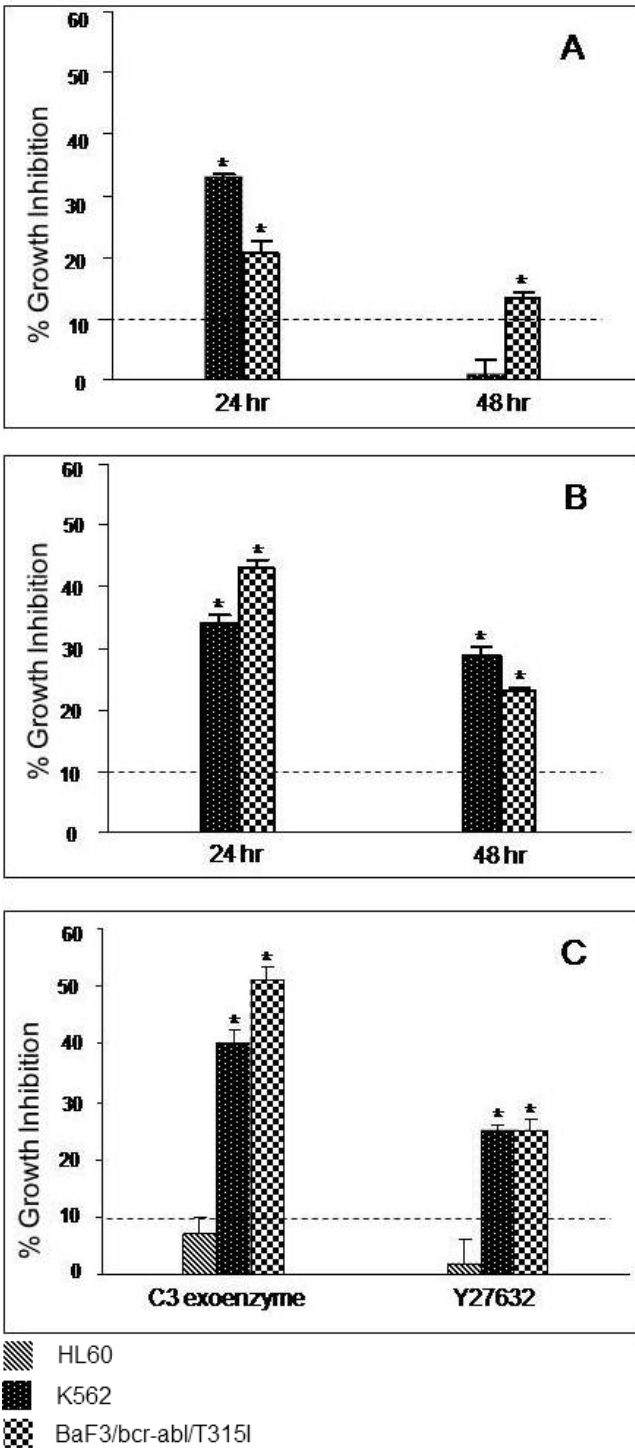 A
% Growth Inhibition
60
50
40
30
20
10
0
*
*
*
24 hr
48 hr
B
% Growth Inhibition
60
50
40
30
20
10
0
*
*
*
*
24 hr
48 hr
C
% Growth Inhibition
60
50
40
30
20
10
0
*
*
*
*
C3 exoenzyme
Y27632
HL60
K562
BaF3/bcr-abl/T315I